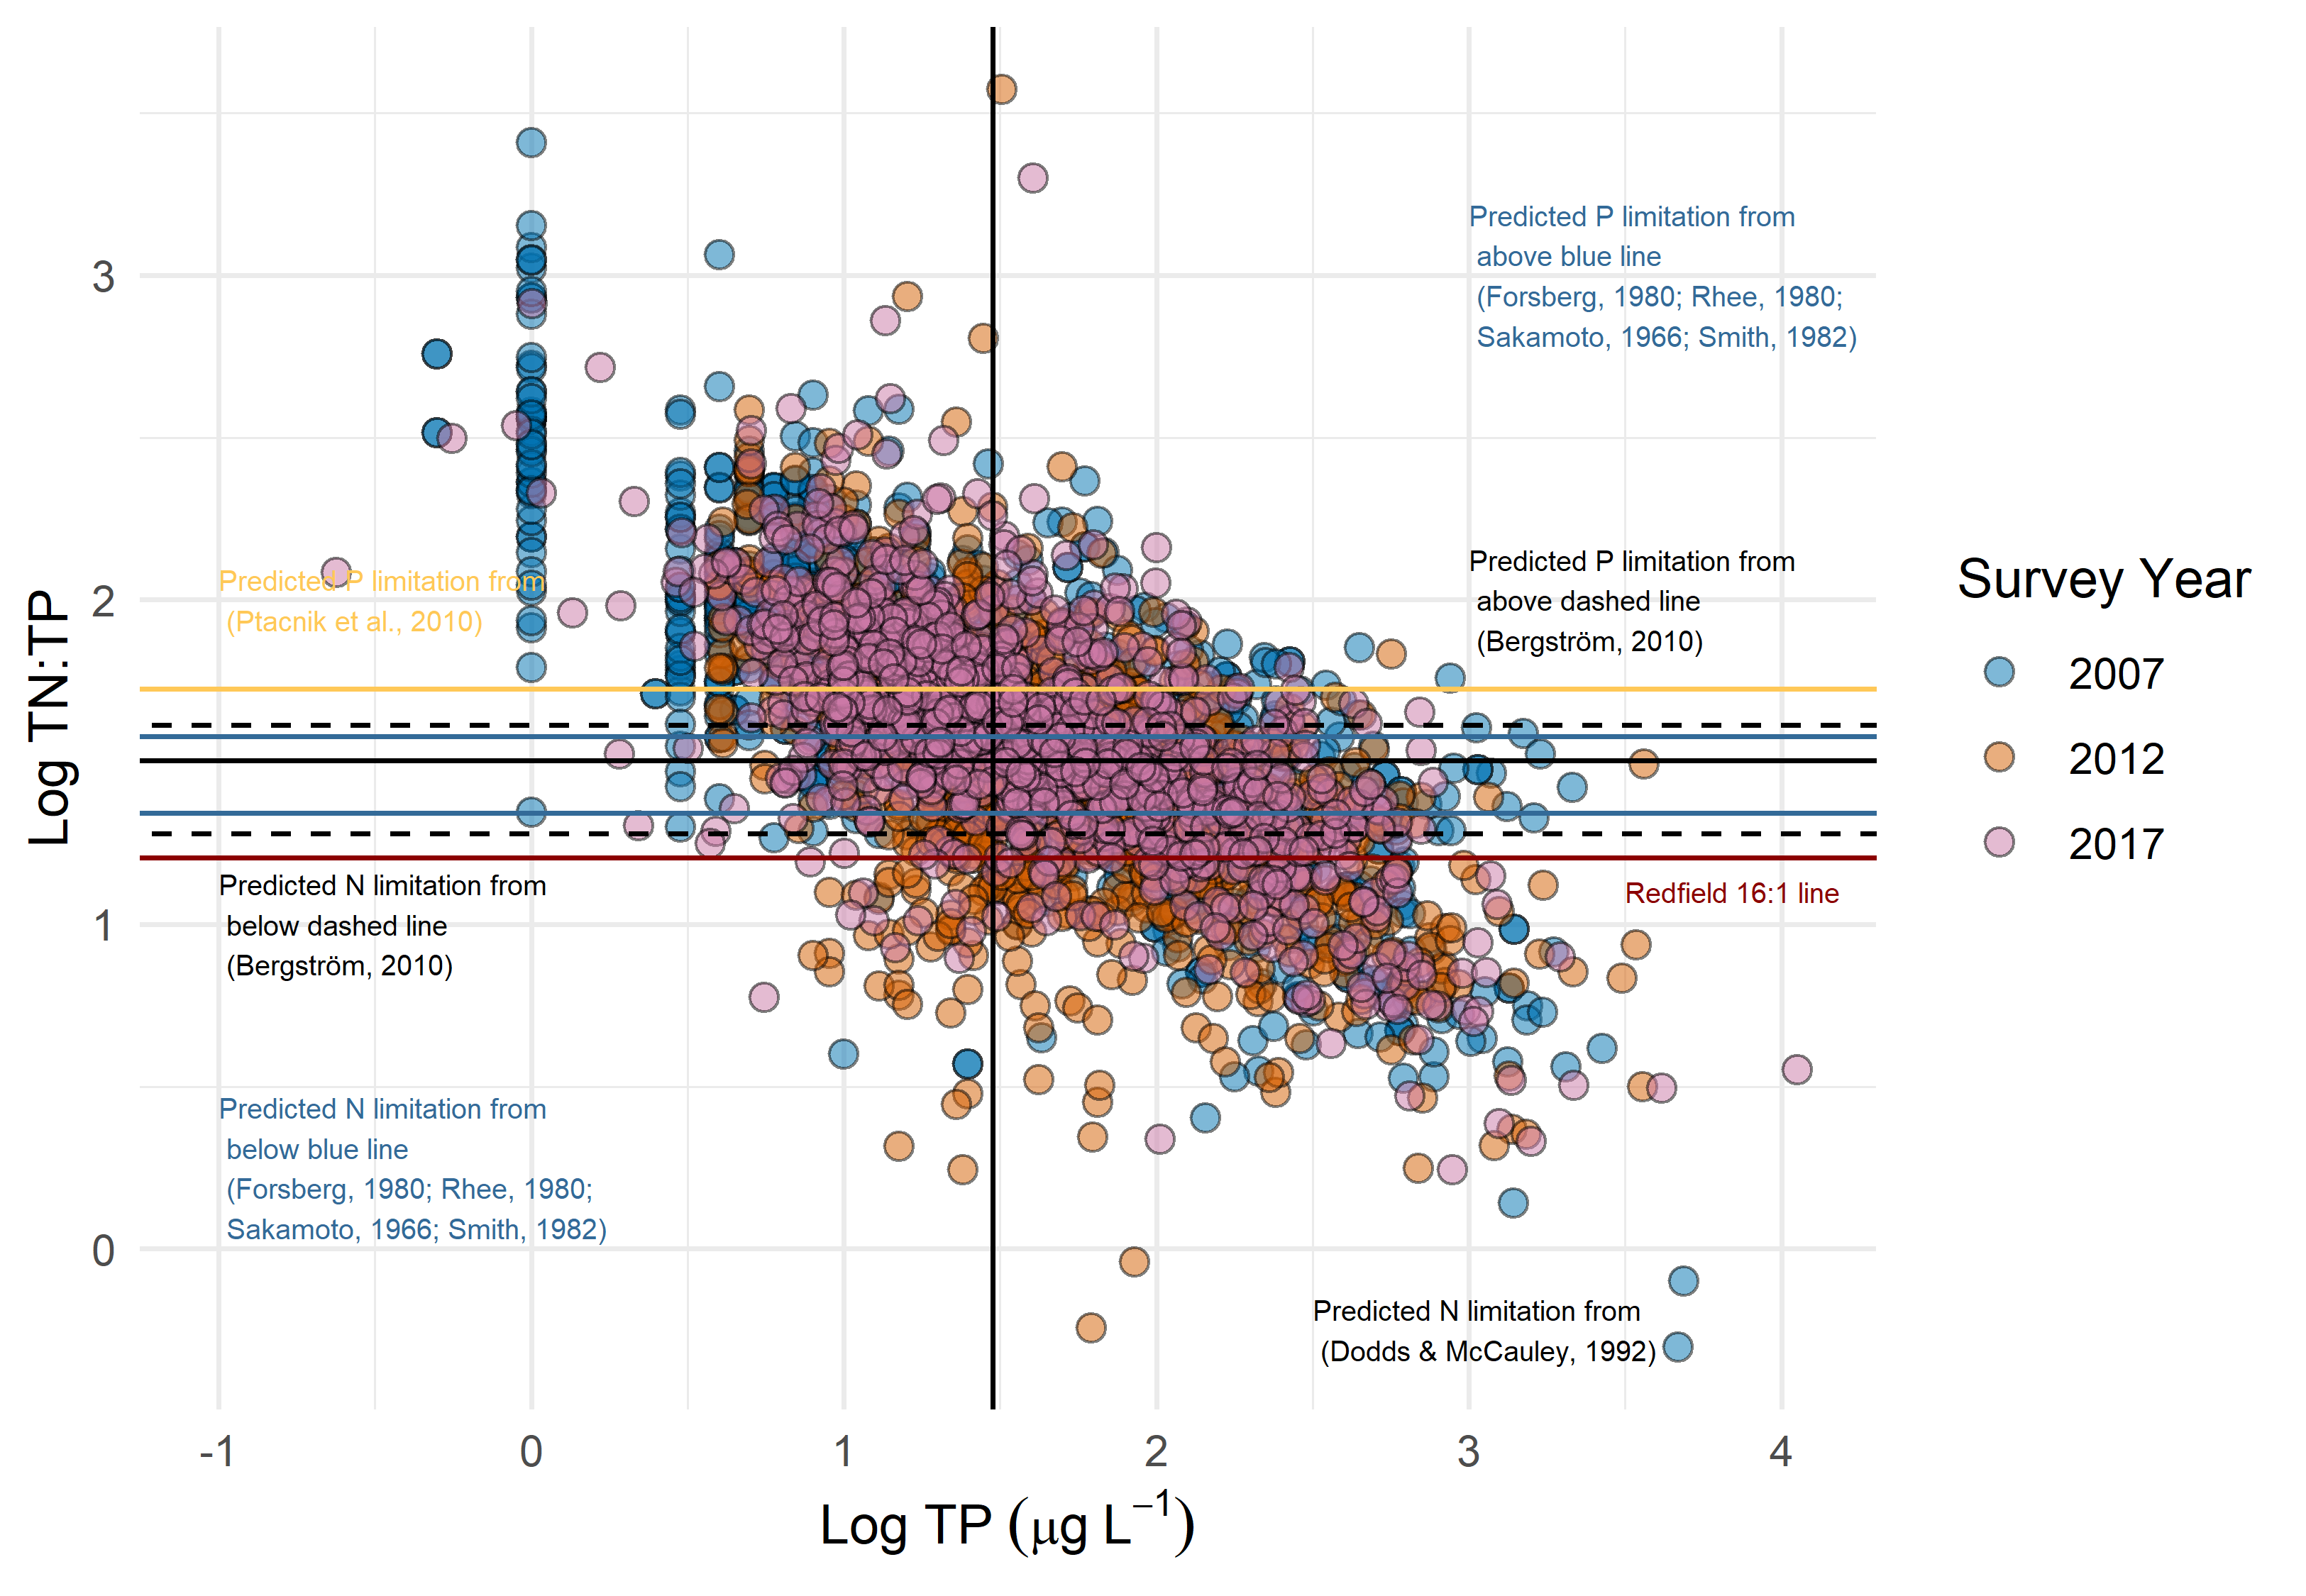 Predicted P limitation from
above blue line
(Forsberg, 1980; Rhee, 1980;
Sakamoto, 1966; Smith, 1982)
Predicted P limitation from
(Ptacnik et al., 2010)
Predicted P limitation from
above dashed line
(Bergström, 2010)
Predicted N limitation from
below dashed line
(Bergström, 2010)
Redfield 16:1 line
Predicted N limitation from
below blue line
(Forsberg, 1980; Rhee, 1980;
Sakamoto, 1966; Smith, 1982)
Predicted N limitation from
(Dodds & McCauley, 1992)
3
2
1
0
Log TN:TP
-1 0 1 2 3 4
Log TP (μg L⁻¹)
Survey Year
2007
2012
2017